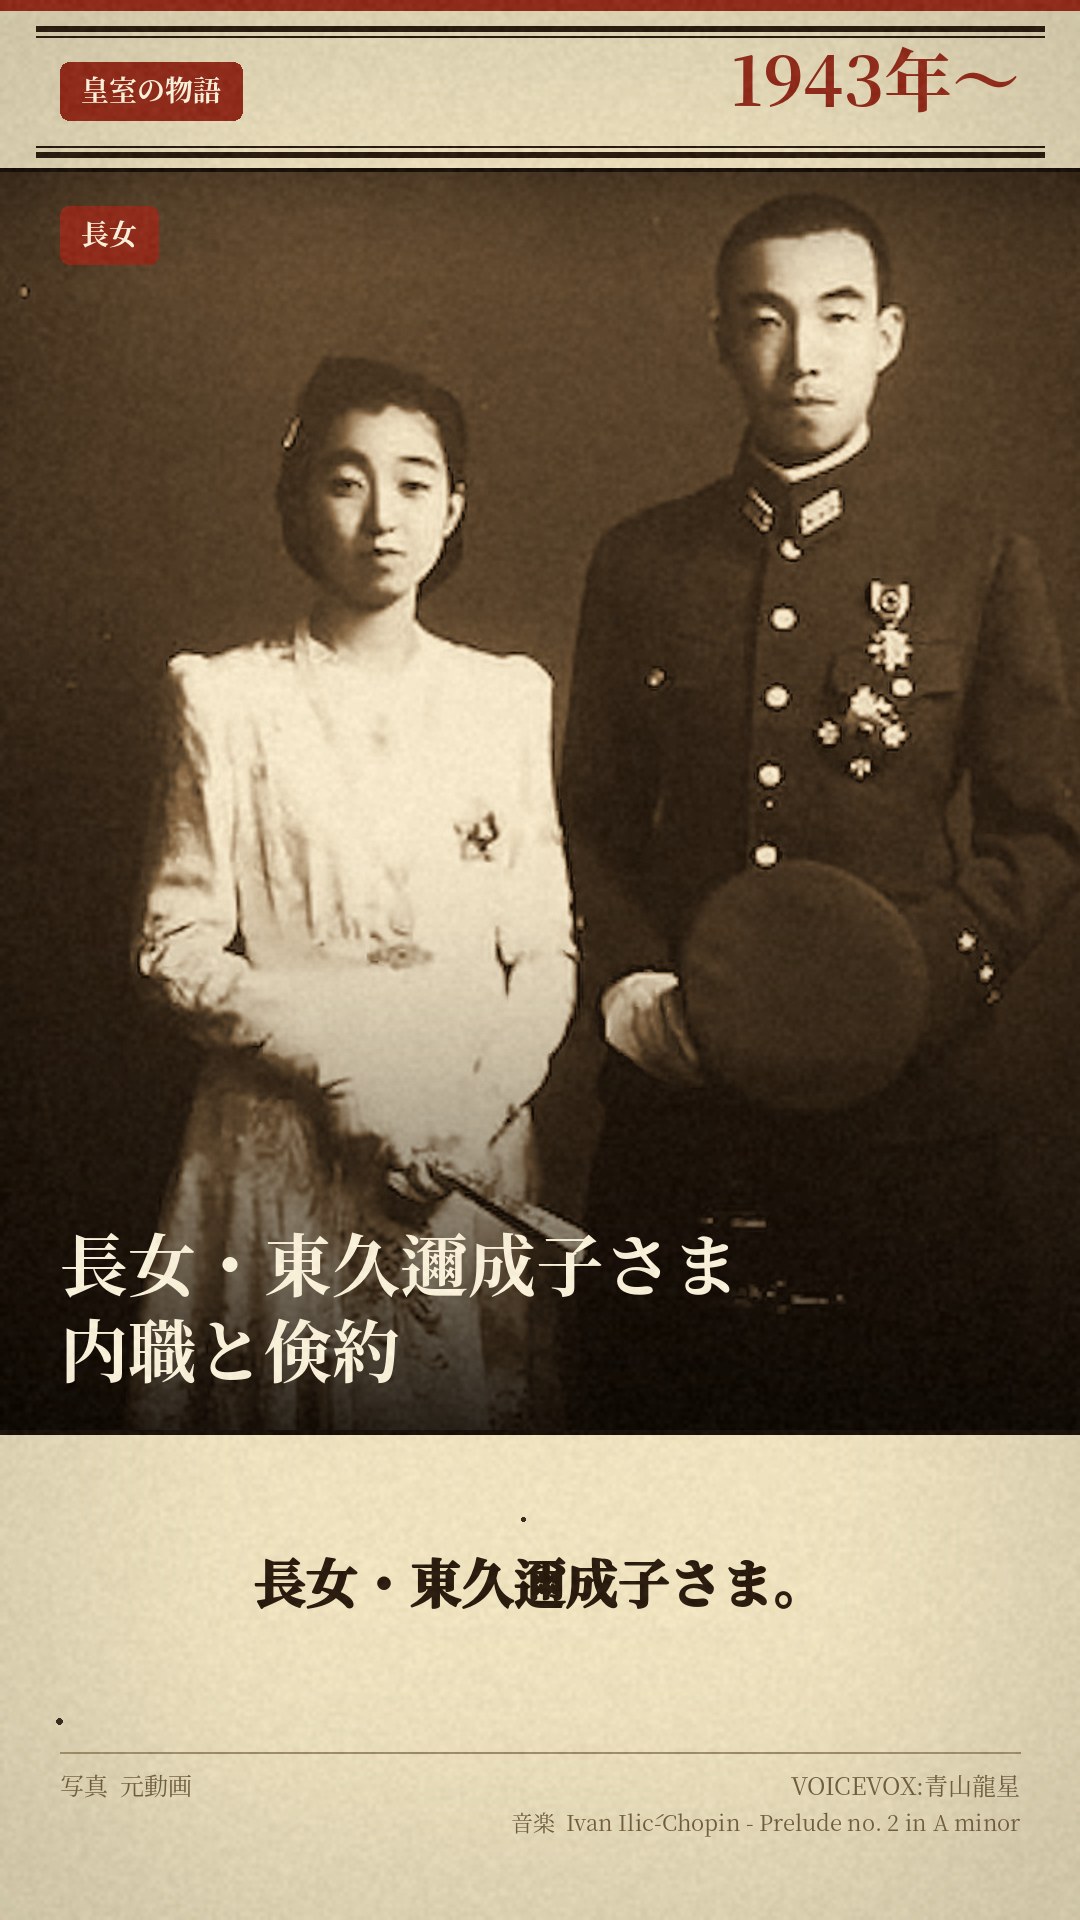 皇室の物語
1943年〜
長女
長女・東久邇成子さま
内職と倹約
長女・東久邇成子さま。
写真 元動画
VOICEVOX:青山龍星
音楽 Ivan Ilic-Chopin - Prelude no. 2 in A minor